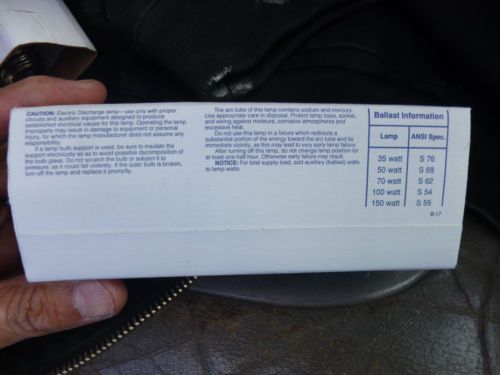 CAUTION: Electric Discharge lamp—use only with proper
circuits and auxiliary equipment designed to produce
established electrical values for this lamp. Operating the lamp
improperly may result in damage to equipment or personal
injury, for which the lamp manufacturer does not assume any
responsibility.
If a lamp bulb support is used, be sure to insulate the
support electrically so as to avoid possible decomposition of
the bulb glass. Do not scratch the bulb or subject it to
pressure, as it could fail violently. If the outer bulb is broken,
turn off the lamp and replace it promptly.
The arc tube of this lamp contains sodium and mercury.
Use appropriate care in disposal. Protect lamp base, socket,
and wiring against moisture, corrosive atmospheres and
excessive heat.
Do not use this lamp in a fixture which redirects a
substantial portion of the energy toward the arc tube and its
immediate vicinity, as this may lead to very early lamp failure.
After turning off this lamp, do not change lamp position for
at least one-half hour. Otherwise early failure may result.
NOTICE: For total supply load, add auxiliary (ballast) watts
to lamp watts.
Ballast Information
Lamp ANSI Spec.
35 watt S 76
50 watt S 68
70 watt S 62
100 watt S 54
150 watt S 55
B-17